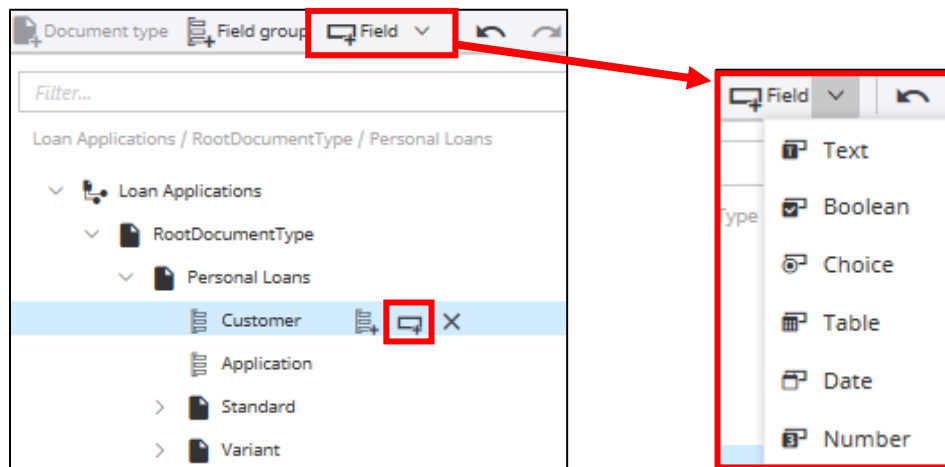 Document type Field group Field
Filter...
Loan Applications / RootDocumentType / Personal Loans
Loan Applications
RootDocumentType
Personal Loans
Customer
Application
Standard
Variant
Field
Type
Text
Boolean
Choice
Table
Date
Number